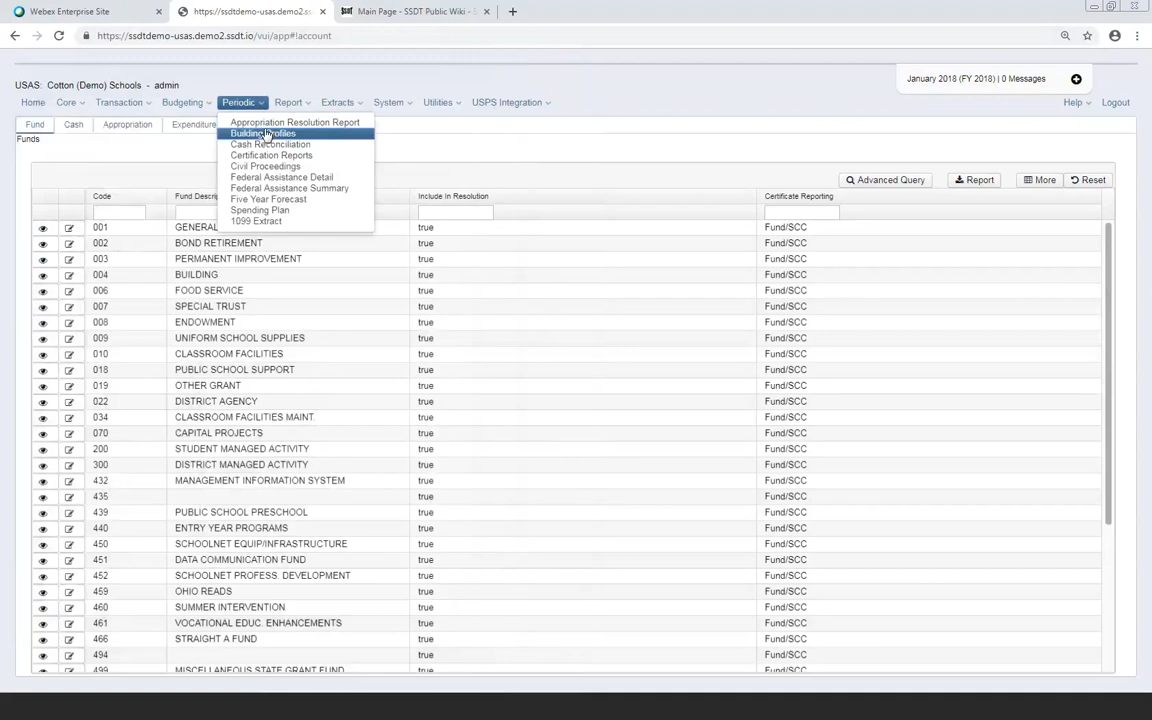 Webex Enterprise Site
https://ssdtdemo-usas.demo2.ss
Main Page - SSDT Public Wiki - US
https://ssdtdemo-usas.demo2.ssdt.io/vui/app#!account
USAS: Cotton (Demo) Schools - admin
January 2018 (FY 2018) | 0 Messages
Home Core Transaction Budgeting Periodic Report Extracts System Utilities USPS Integration Help Logout
Fund Cash Appropriation Expenditure
Funds
Appropriation Resolution Report
Building Profiles
Cash Reconciliation
Certification Reports
Civil Proceedings
Federal Assistance Detail
Federal Assistance Summary
Five Year Forecast
Spending Plan
1099 Extract
Advanced Query Report More Reset
Code Fund Descrip Include In Resolution Certificate Reporting
001 GENERAL true Fund/SCC
002 BOND RETIREMENT true Fund/SCC
003 PERMANENT IMPROVEMENT true Fund/SCC
004 BUILDING true Fund/SCC
006 FOOD SERVICE true Fund/SCC
007 SPECIAL TRUST true Fund/SCC
008 ENDOWMENT true Fund/SCC
009 UNIFORM SCHOOL SUPPLIES true Fund/SCC
010 CLASSROOM FACILITIES true Fund/SCC
018 PUBLIC SCHOOL SUPPORT true Fund/SCC
019 OTHER GRANT true Fund/SCC
022 DISTRICT AGENCY true Fund/SCC
034 CLASSROOM FACILITIES MAINT. true Fund/SCC
070 CAPITAL PROJECTS true Fund/SCC
200 STUDENT MANAGED ACTIVITY true Fund/SCC
300 DISTRICT MANAGED ACTIVITY true Fund/SCC
432 MANAGEMENT INFORMATION SYSTEM true Fund/SCC
435 true Fund/SCC
439 PUBLIC SCHOOL PRESCHOOL true Fund/SCC
440 ENTRY YEAR PROGRAMS true Fund/SCC
450 SCHOOLNET EQUIP/INFRASTRUCTURE true Fund/SCC
451 DATA COMMUNICATION FUND true Fund/SCC
452 SCHOOLNET PROFESS. DEVELOPMENT true Fund/SCC
459 OHIO READS true Fund/SCC
460 SUMMER INTERVENTION true Fund/SCC
461 VOCATIONAL EDUC. ENHANCEMENTS true Fund/SCC
466 STRAIGHT A FUND true Fund/SCC
494 true Fund/SCC
499 MISCELLANEOUS STATE GRANT FUND true Fund/SCC